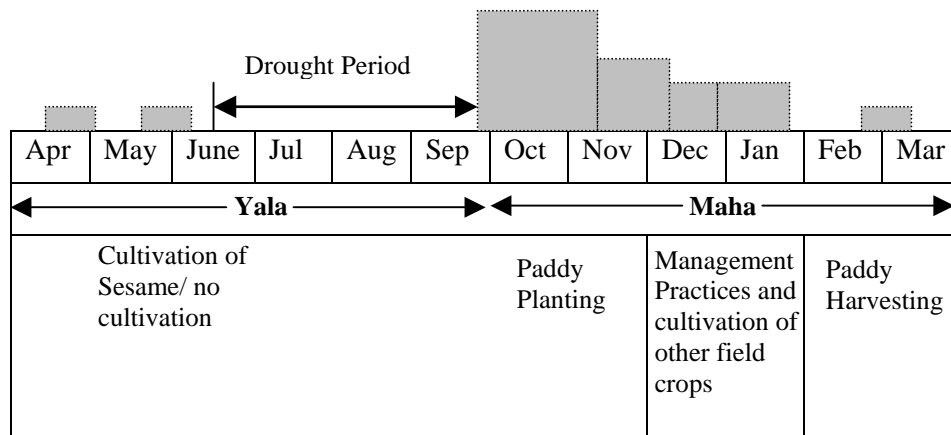 Drought Period
Apr May June Jul Aug Sep Oct Nov Dec Jan Feb Mar
Yala Maha
Cultivation of
Sesame/ no
cultivation
Paddy
Planting
Management
Practices and
cultivation of
other field
crops
Paddy
Harvesting